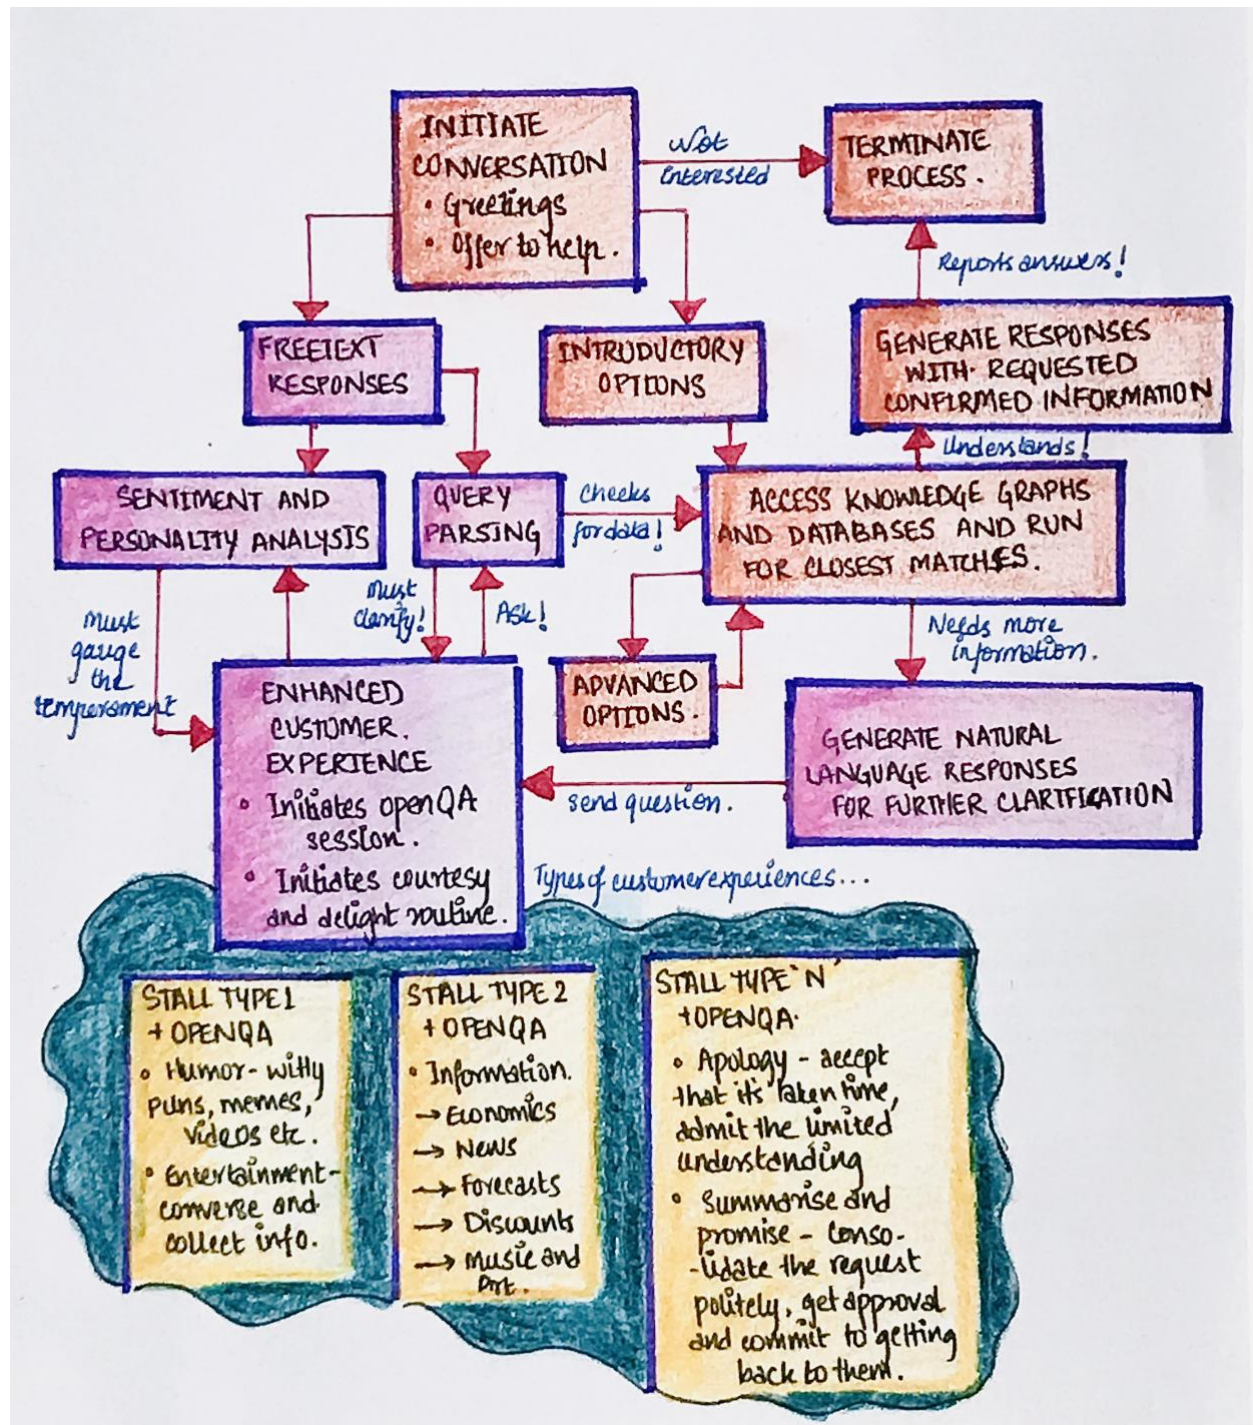 INITIATE
CONVERSATION
• Greetings
• Offer to help.
Not
interested
TERMINATE
PROCESS.
Reports answers!
FREETEXT
RESPONSES
INTRODUCTORY
OPTIONS
GENERATE RESPONSES
WITH REQUESTED
CONFIRMED INFORMATION
Understands!
SENTIMENT AND
PERSONALITY ANALYSIS
QUERY
PARSING
Checks
for data!
ACCESS KNOWLEDGE GRAPHS
AND DATABASES AND RUN
FOR CLOSEST MATCHES.
Must
gauge
the
temperament
Must
clarify!
Ask!
Needs more
information.
ENHANCED
CUSTOMER.
EXPERIENCE
• Initiates openQA
session.
• Initiates courtesy
and delight routine.
ADVANCED
OPTIONS.
GENERATE NATURAL
LANGUAGE RESPONSES
FOR FURTHER CLARIFICATION
Send question.
Types of customer experiences...
STALL TYPE 1
+ OPENQA
• Humor - witty
puns, memes,
videos etc.
• Entertainment -
converse and
collect info.
STALL TYPE 2
+ OPENQA
• Information.
→ Economics
→ News
→ Forecasts
→ Discounts
→ Music and
Art.
STALL TYPE 'N'
+OPENQA.
• Apology - accept
that it's taken time,
admit the limited
understanding
• Summarise and
promise - conso-
-lidate the request
politely, get approval
and commit to getting
back to them.